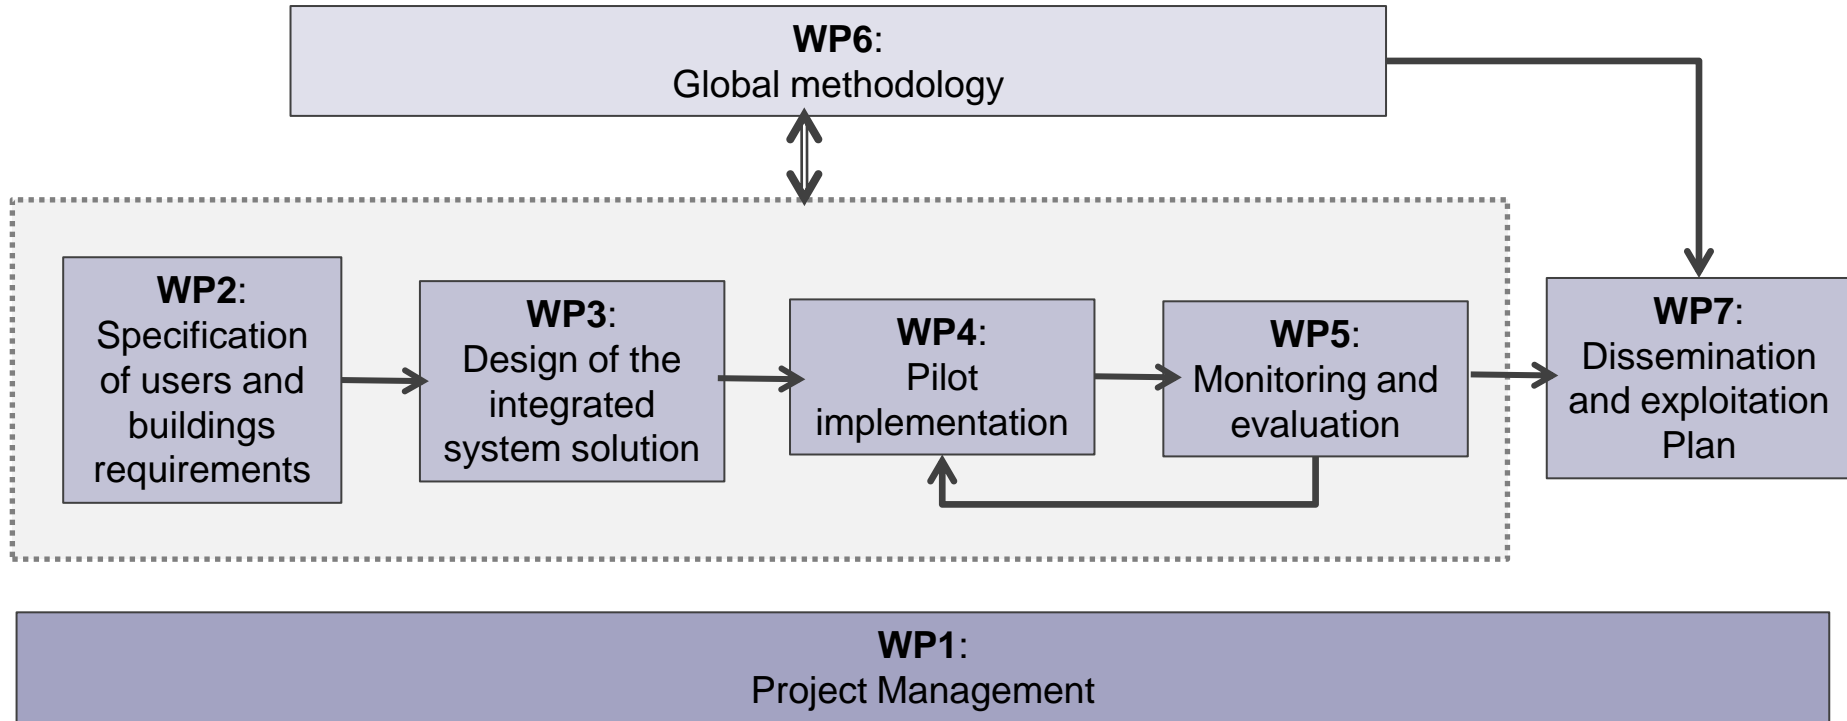 WP6:
Global methodology
WP2:
Specification
of users and
buildings
requirements
WP3:
Design of the
integrated
system solution
WP4:
Pilot
implementation
WP5:
Monitoring and
evaluation
WP7:
Dissemination
and exploitation
Plan
WP1:
Project Management